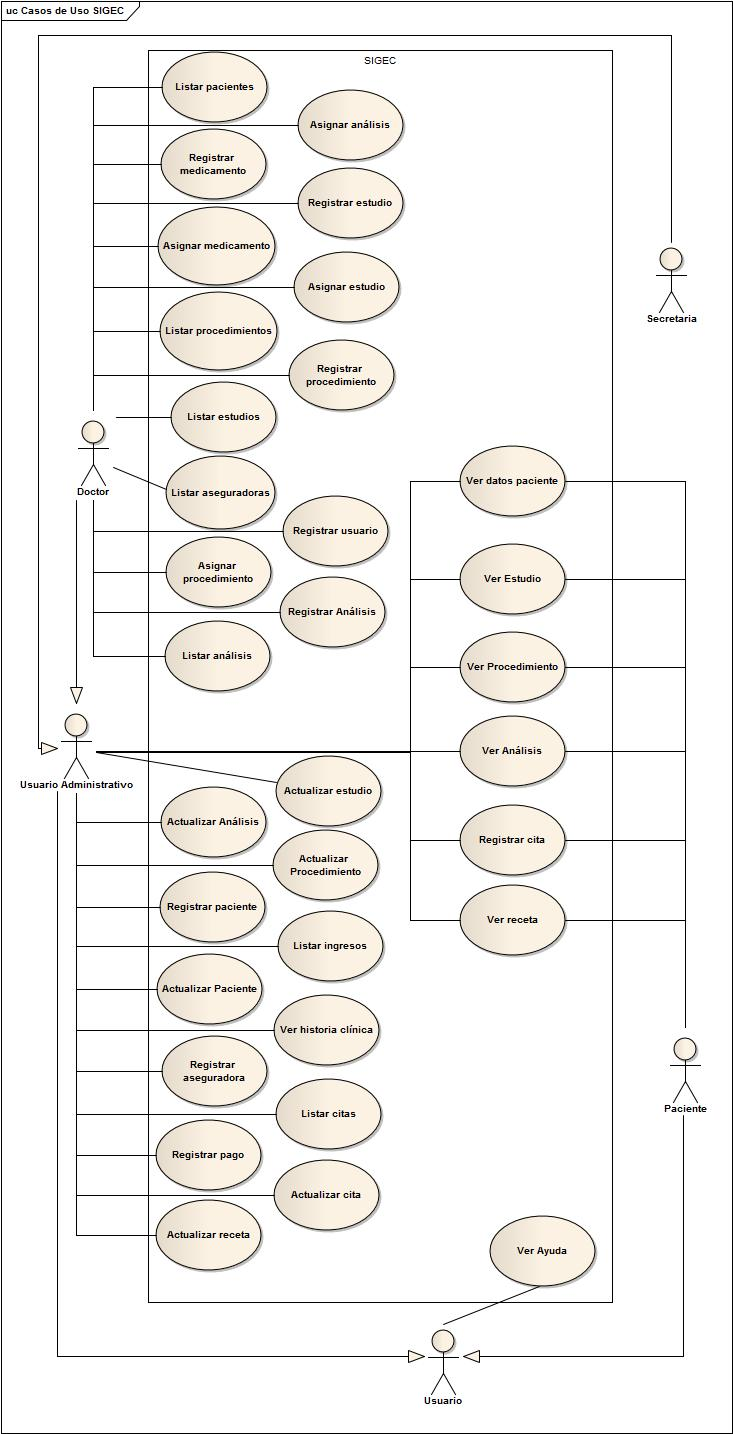 uc Casos de Uso SIGEC
SIGEC
Listar pacientes
Asignar análisis
Registrar
medicamento
Registrar estudio
Asignar medicamento
Asignar estudio
Secretaria
Listar procedimientos
Registrar
procedimiento
Listar estudios
Doctor
Listar aseguradoras
Ver datos paciente
Registrar usuario
Asignar
procedimiento
Ver Estudio
Registrar Análisis
Listar análisis
Ver Procedimiento
Ver Análisis
Usuario Administrativo
Actualizar estudio
Actualizar Análisis
Registrar cita
Actualizar
Procedimiento
Registrar paciente
Ver receta
Listar ingresos
Actualizar Paciente
Ver historia clínica
Registrar
aseguradora
Paciente
Listar citas
Registrar pago
Actualizar cita
Actualizar receta
Ver Ayuda
Usuario